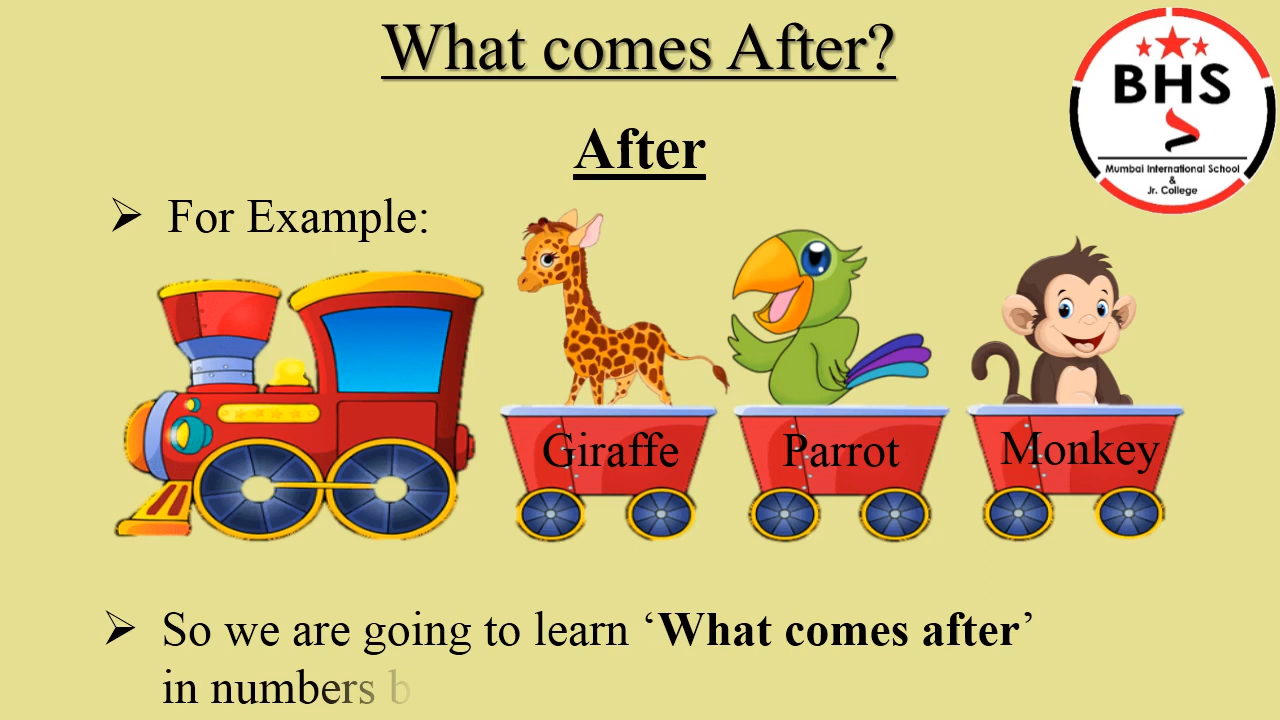 What comes After?
BHS
Mumbai International School
&
Jr. College
After
➢ For Example:
Giraffe
Parrot
Monkey
➢ So we are going to learn ‘What comes after’
in numbers b